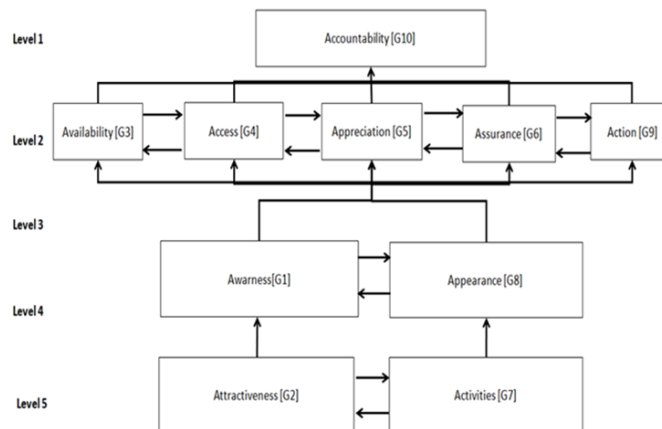 Level 1
Accountability [G10]
Level 2
Availability [G3]
Access [G4]
Appreciation [G5]
Assurance [G6]
Action [G9]
Level 3
Awarness[G1]
Appearance [G8]
Level 4
Attractiveness [G2]
Activities [G7]
Level 5